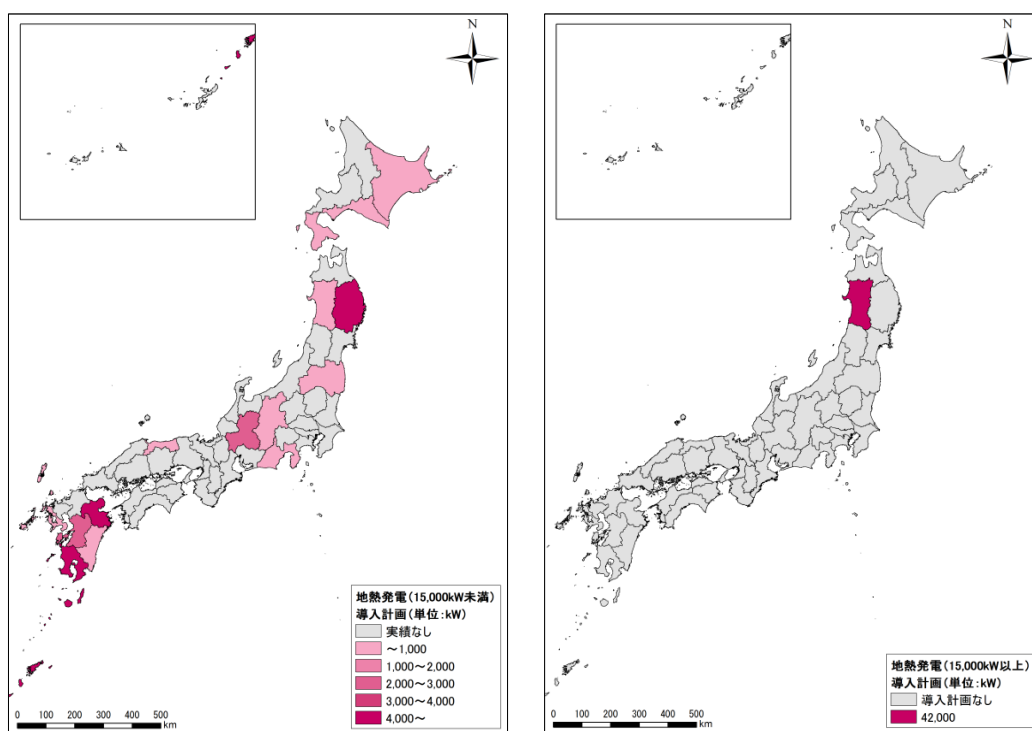 N
地熱発電(15,000kW未満)
導入計画(単位:kW)
実績なし
～1,000
1,000～2,000
2,000～3,000
3,000～4,000
4,000～
0 100 200 300 400 500
km
N
地熱発電(15,000kW以上)
導入計画(単位:kW)
導入計画なし
42,000
0 100 200 300 400 500
km